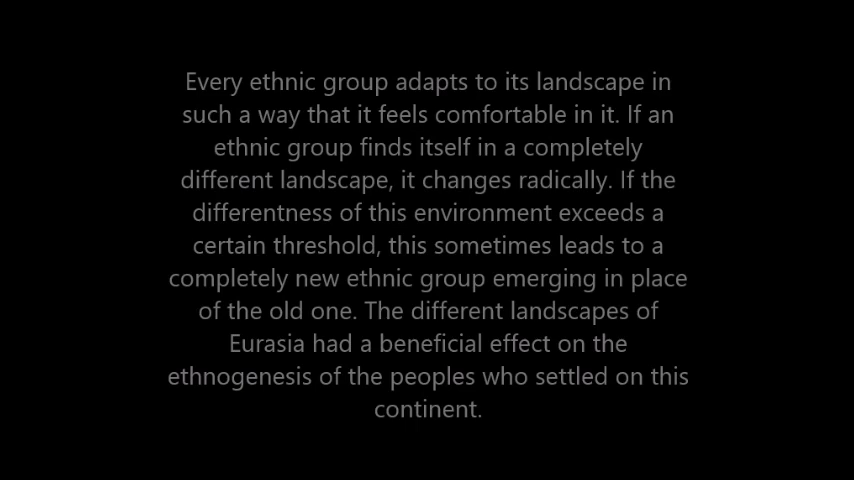 Every ethnic group adapts to its landscape in
such a way that it feels comfortable in it. If an
ethnic group finds itself in a completely
different landscape, it changes radically. If the
differentness of this environment exceeds a
certain threshold, this sometimes leads to a
completely new ethnic group emerging in place
of the old one. The different landscapes of
Eurasia had a beneficial effect on the
ethnogenesis of the peoples who settled on this
continent.